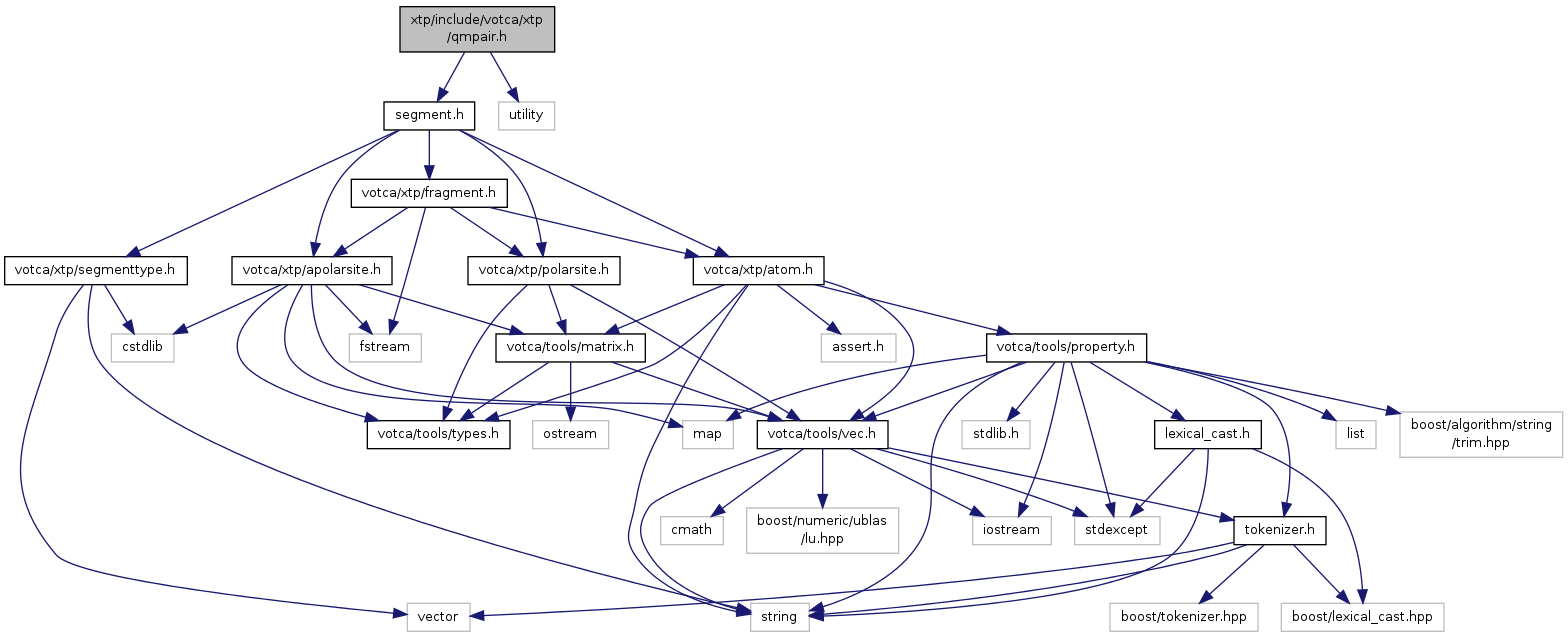 xtp/include/votca/xtp
/qmpair.h
segment.h
utility
votca/xtp/fragment.h
votca/xtp/segmenttype.h
votca/xtp/apolarsite.h
votca/xtp/polarsite.h
votca/xtp/atom.h
cstdlib
fstream
votca/tools/matrix.h
assert.h
votca/tools/property.h
votca/tools/types.h
ostream
map
votca/tools/vec.h
stdlib.h
lexical_cast.h
list
boost/algorithm/string
/trim.hpp
cmath
boost/numeric/ublas
/lu.hpp
iostream
stdexcept
tokenizer.h
vector
string
boost/tokenizer.hpp
boost/lexical_cast.hpp